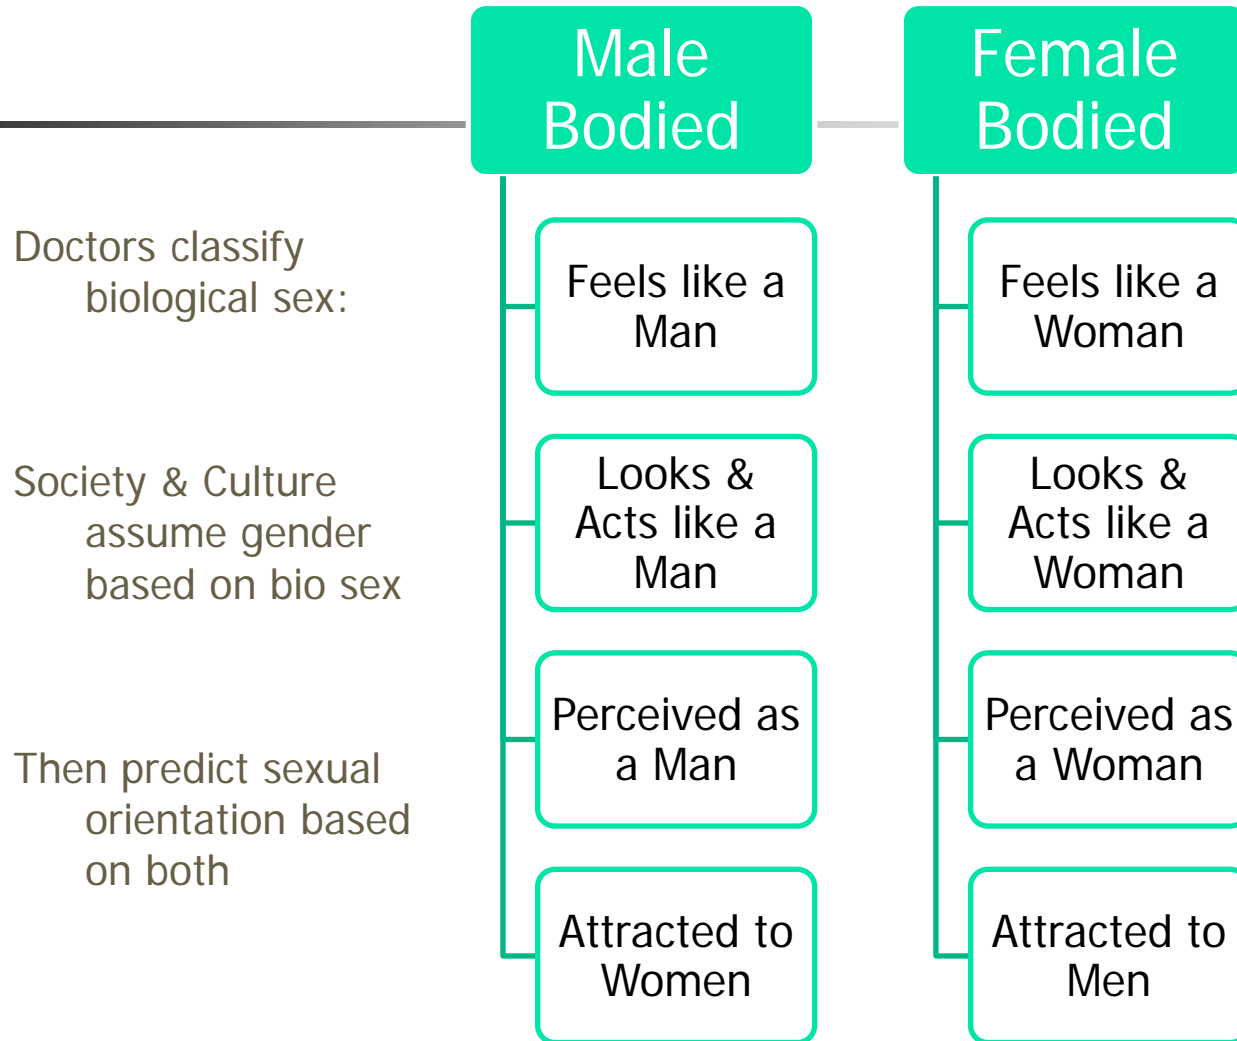 Male
Bodied
Female
Bodied
Doctors classify
biological sex:
Society & Culture
assume gender
based on bio sex
Then predict sexual
orientation based
on both
Feels like a
Man
Looks &
Acts like a
Man
Perceived as
a Man
Attracted to
Women
Feels like a
Woman
Looks &
Acts like a
Woman
Perceived as
a Woman
Attracted to
Men